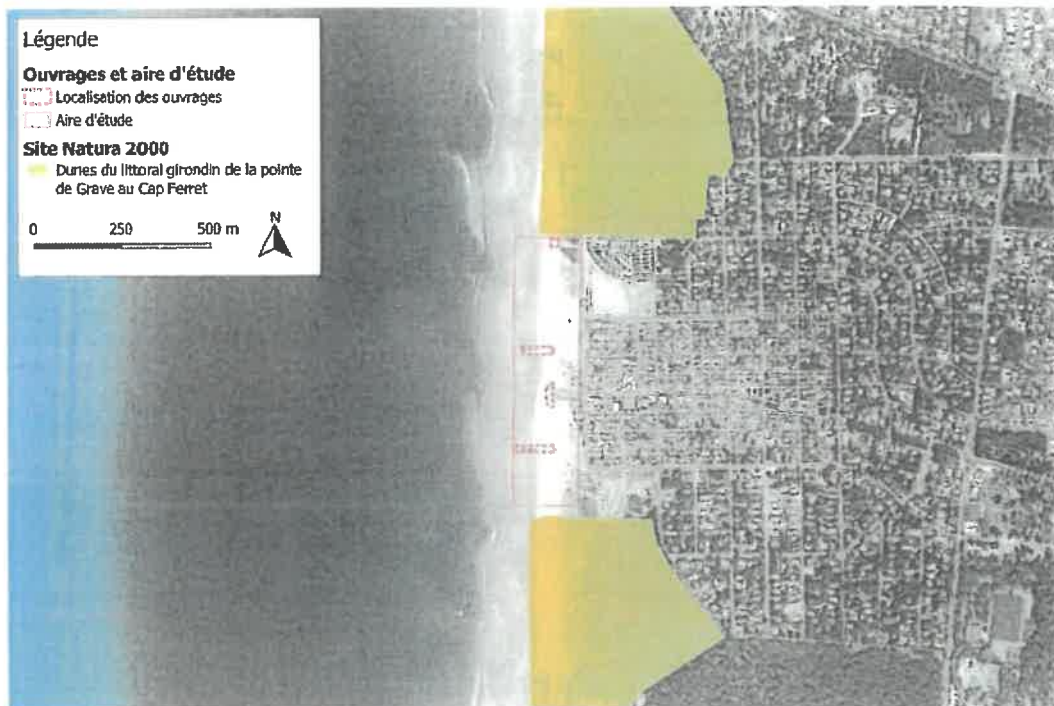 Légende
Ouvrages et aire d'étude
Localisation des ouvrages
Aire d'étude
Site Natura 2000
Dunes du littoral girondin de la pointe
de Grave au Cap Ferret
N
0 250 500 m